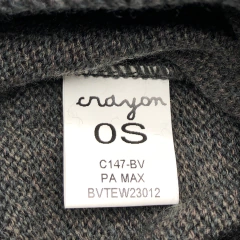 crayon
OS
C147-BV
PA MAX
BVTEW23012